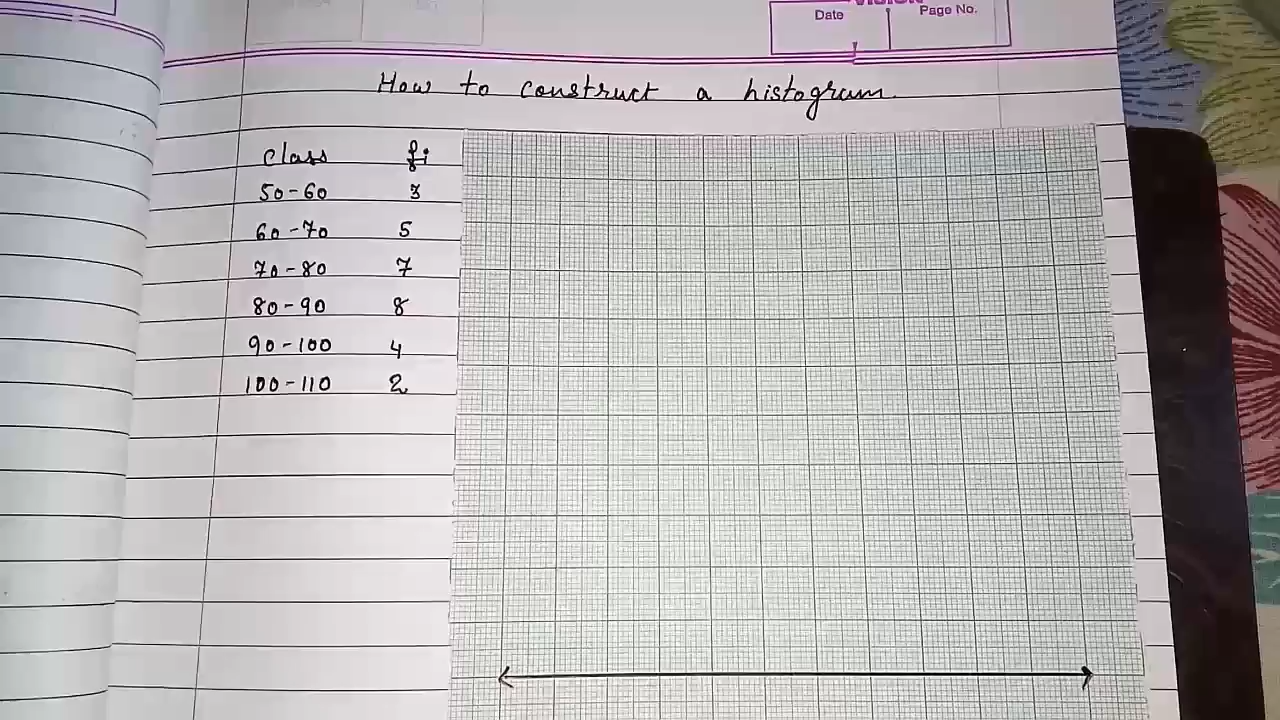 VISION
Date Page No.
How to construct a histogram.
class fi
50-60 3
60-70 5
70-80 7
80-90 8
90-100 4
100-110 2